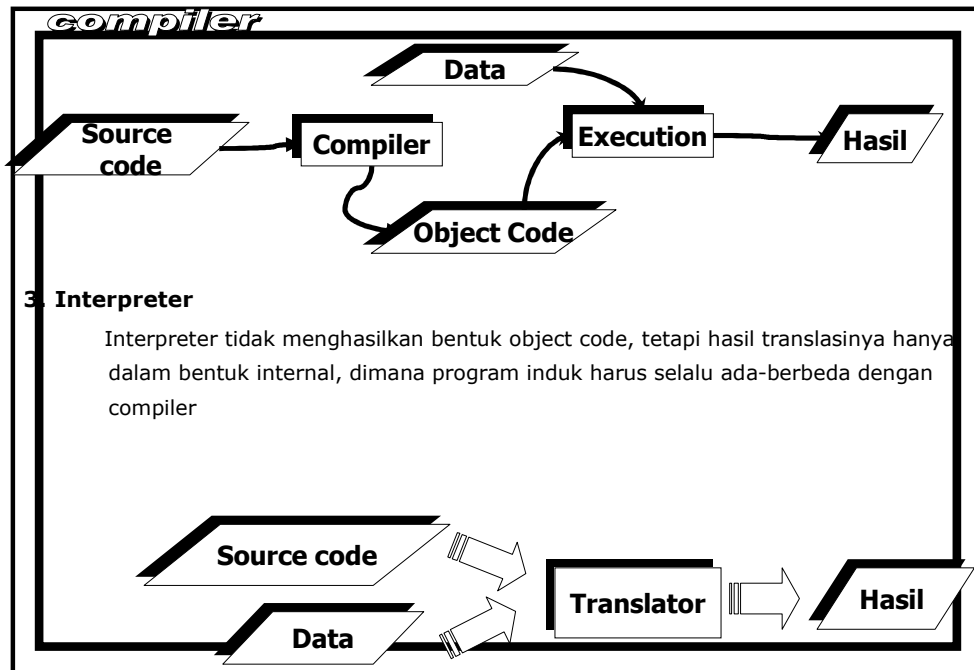 compiler
Data
Source
code
Compiler
Execution
Hasil
Object Code
3. Interpreter
Interpreter tidak menghasilkan bentuk object code, tetapi hasil translasinya hanya
dalam bentuk internal, dimana program induk harus selalu ada-berbeda dengan
compiler
Source code
Translator
Hasil
Data